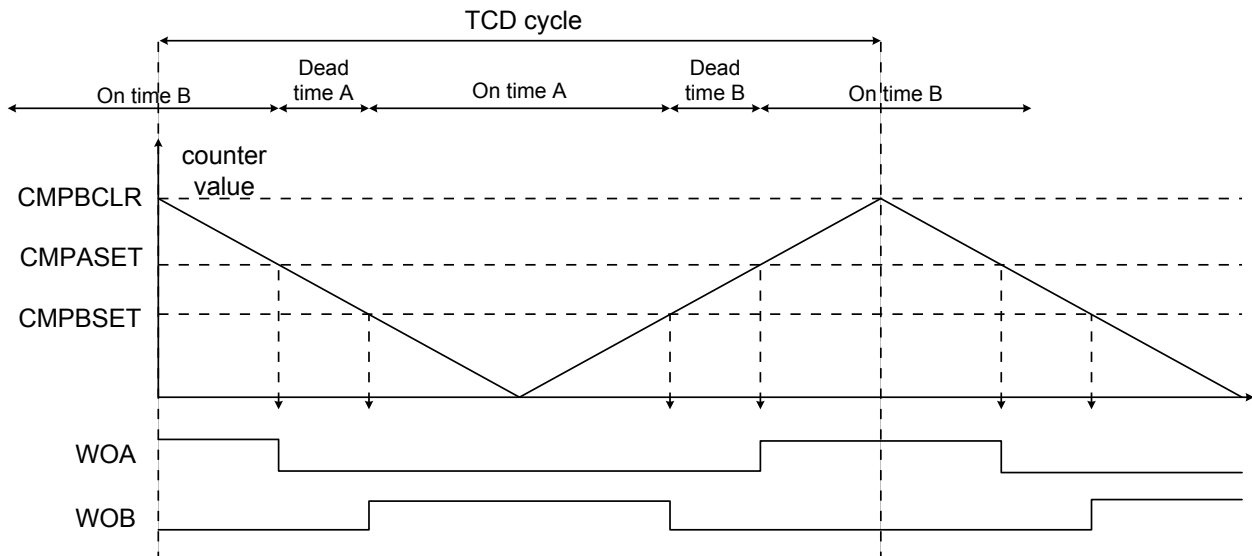 TCD cycle
On time B
Dead
time A
On time A
Dead
time B
On time B
counter
value
CMPBCLR
CMPASET
CMPBSET
WOA
WOB